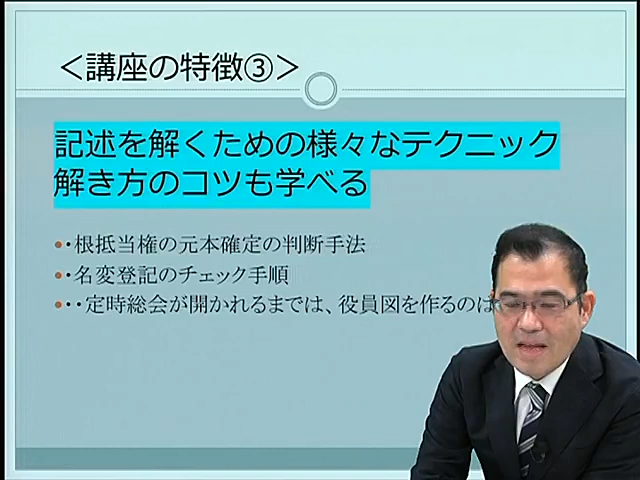 ＜講座の特徴③＞
記述を解くための様々なテクニック
解き方のコツも学べる
・根抵当権の元本確定の判断手法
・名変登記のチェック手順
・・定時総会が開かれるまでは、役員図を作るのは